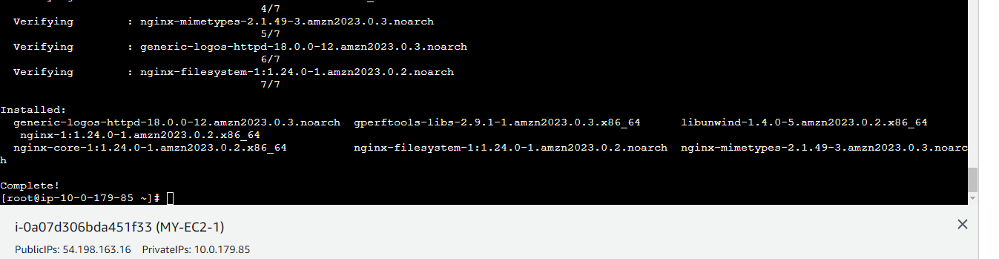 4/7
Verifying : nginx-mimetypes-2.1.49-3.amzn2023.0.3.noarch
5/7
Verifying : generic-logos-httpd-18.0.0-12.amzn2023.0.3.noarch
6/7
Verifying : nginx-filesystem-1:1.24.0-1.amzn2023.0.2.noarch
7/7
Installed:
generic-logos-httpd-18.0.0-12.amzn2023.0.3.noarch gperftools-libs-2.9.1-1.amzn2023.0.3.x86_64 libunwind-1.4.0-5.amzn2023.0.2.x86_64
nginx-1:1.24.0-1.amzn2023.0.2.x86_64
nginx-core-1:1.24.0-1.amzn2023.0.2.x86_64 nginx-filesystem-1:1.24.0-1.amzn2023.0.2.noarch nginx-mimetypes-2.1.49-3.amzn2023.0.3.noarc
h
Complete!
[root@ip-10-0-179-85 ~]#
i-0a07d306bda451f33 (MY-EC2-1)
PublicIPs: 54.198.163.16 PrivateIPs: 10.0.179.85